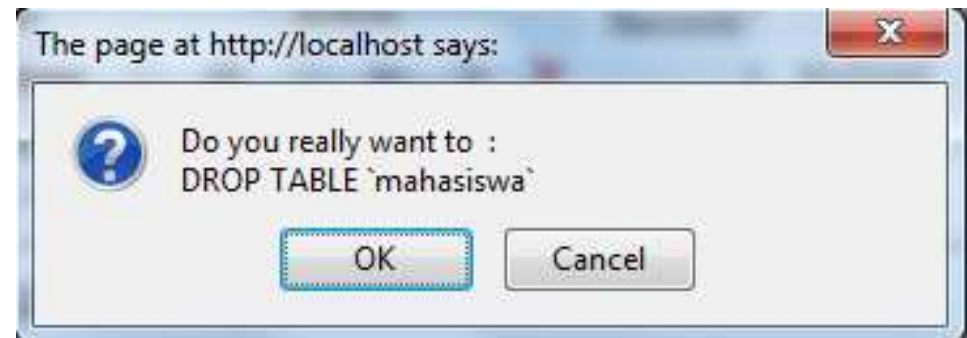 The page at http://localhost says:
Do you really want to :
DROP TABLE `mahasiswa`
OK
Cancel